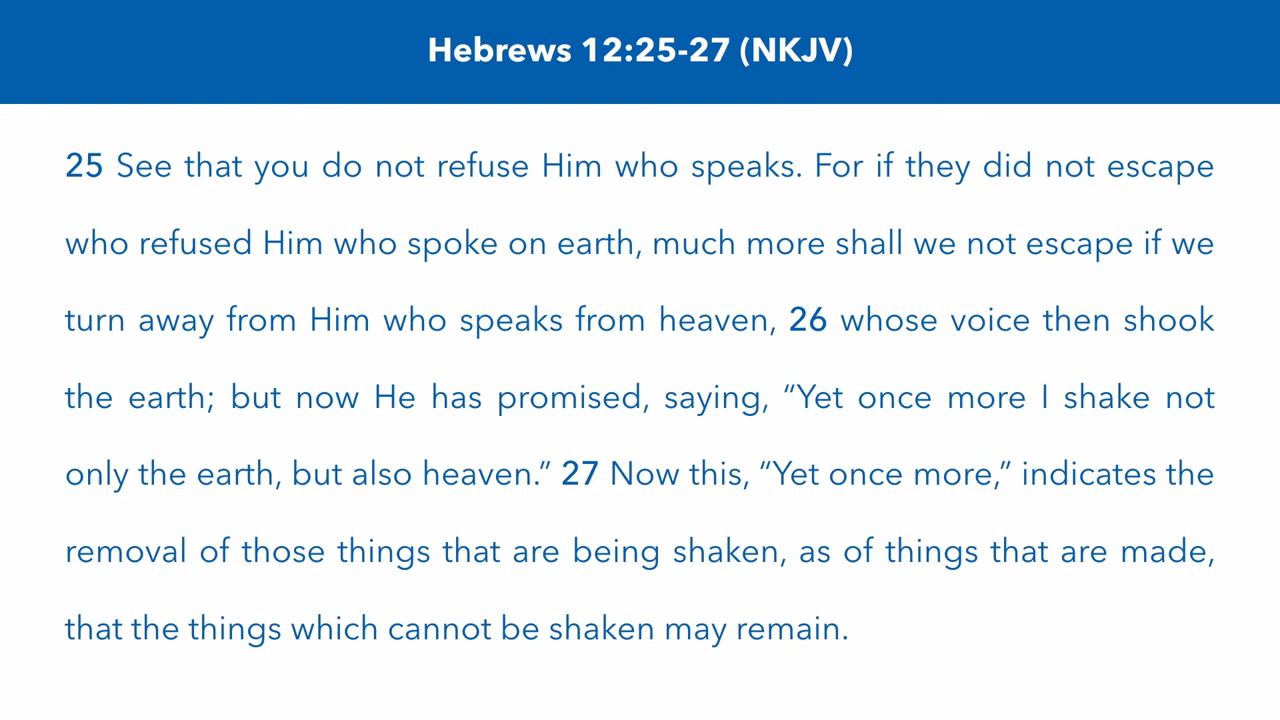 Hebrews 12:25-27 (NKJV)
25 See that you do not refuse Him who speaks. For if they did not escape
who refused Him who spoke on earth, much more shall we not escape if we
turn away from Him who speaks from heaven, 26 whose voice then shook
the earth; but now He has promised, saying, “Yet once more I shake not
only the earth, but also heaven.” 27 Now this, “Yet once more,” indicates the
removal of those things that are being shaken, as of things that are made,
that the things which cannot be shaken may remain.